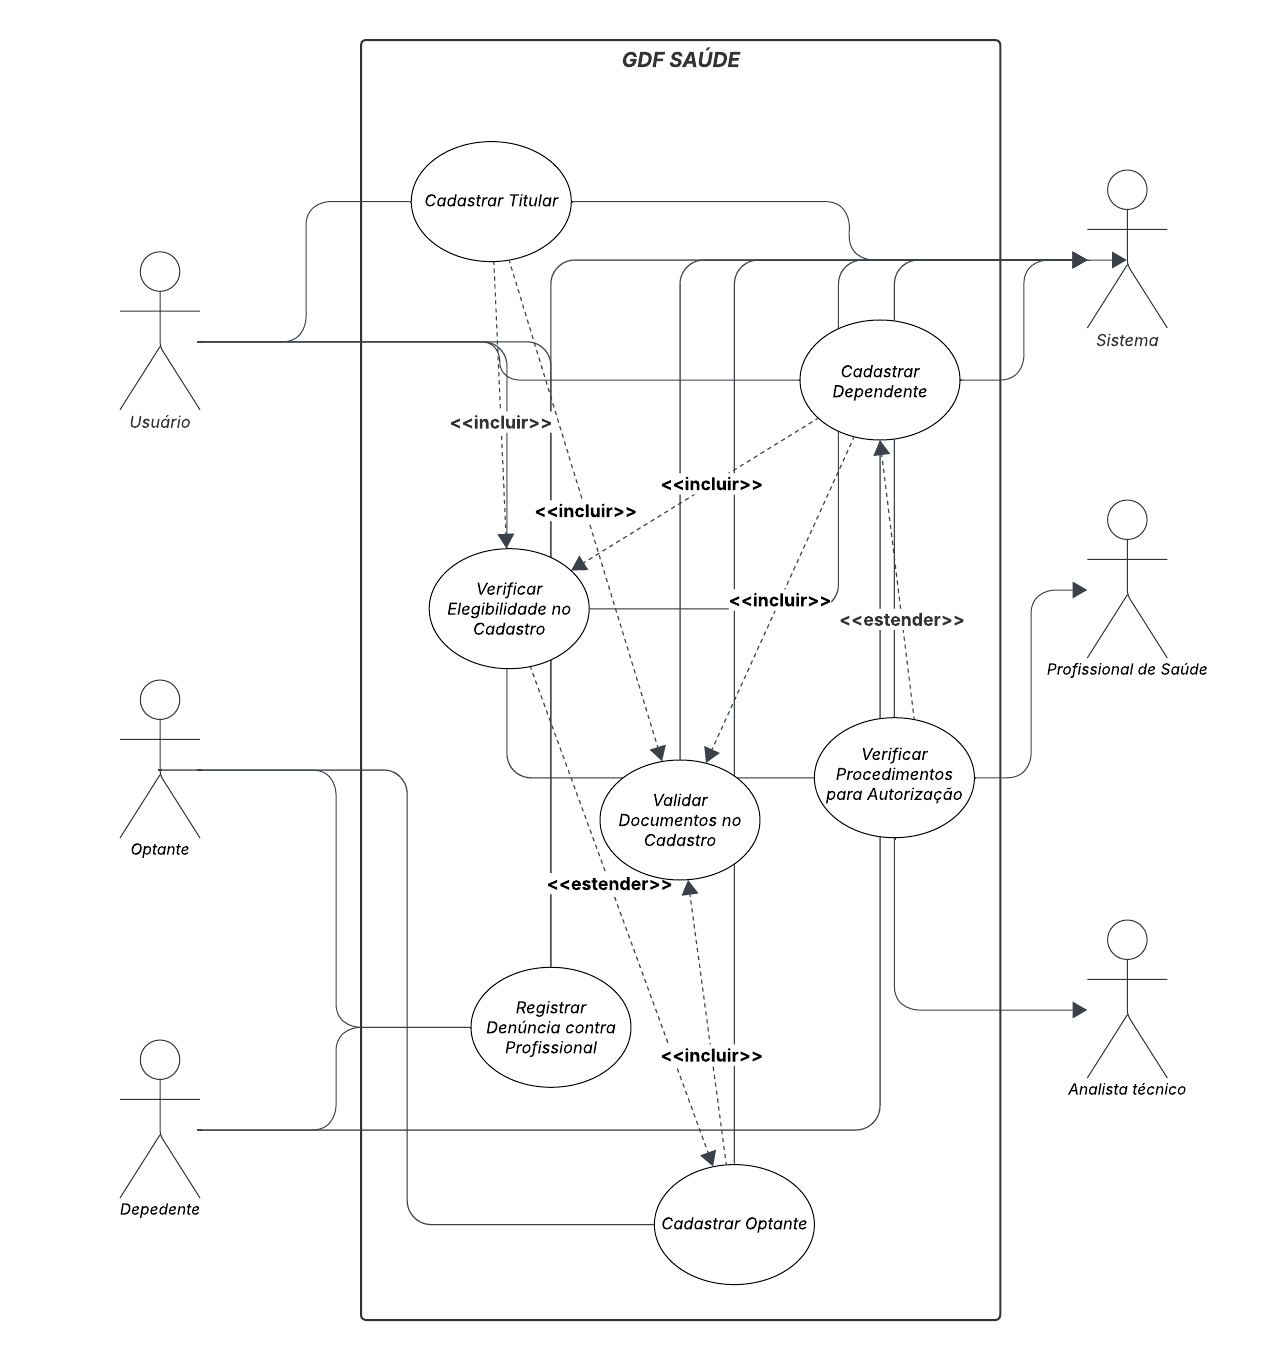 GDF SAÚDE
Cadastrar Titular
Usuário
Sistema
Cadastrar
Dependente
<<incluir>>
<<incluir>>
<<incluir>>
Verificar
Elegibilidade no
Cadastro
<<incluir>>
<<estender>>
Profissional de Saúde
Verificar
Procedimentos
para Autorização
Validar
Documentos no
Cadastro
Optante
<<estender>>
Registrar
Denúncia contra
Profissional
<<incluir>>
Analista técnico
Depedente
Cadastrar Optante